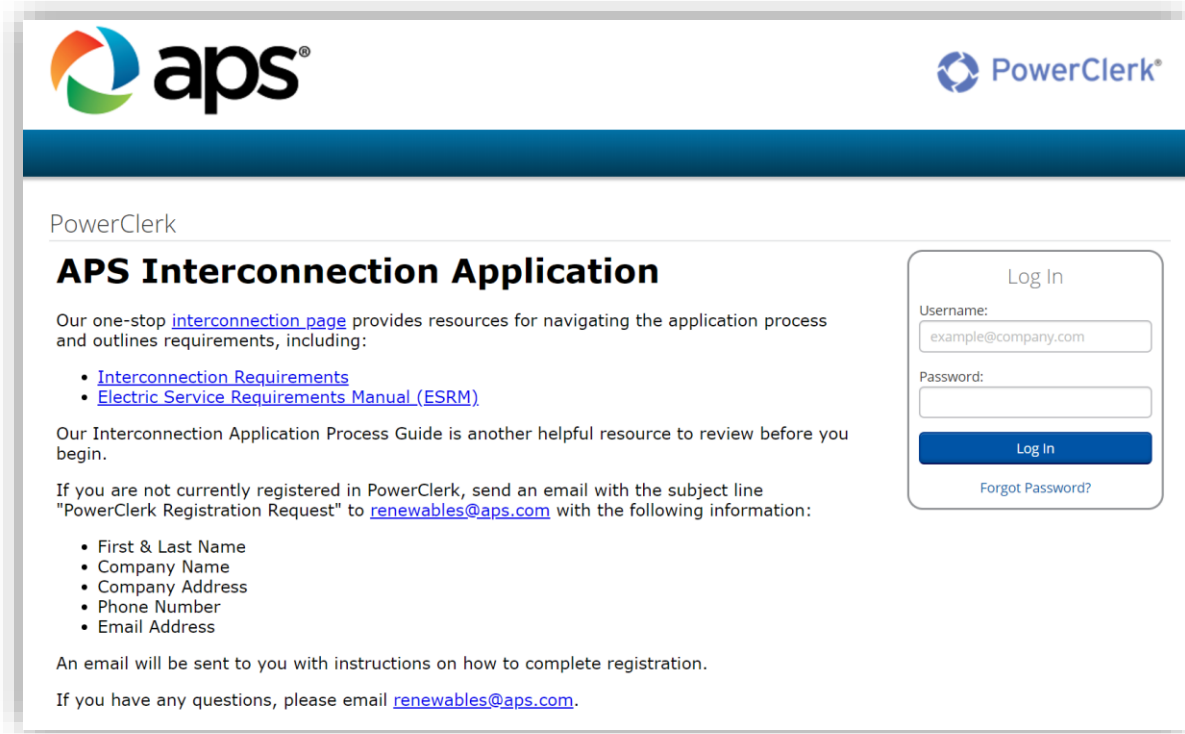 aps®
PowerClerk®
PowerClerk
APS Interconnection Application
Our one-stop interconnection page provides resources for navigating the application process
and outlines requirements, including:
• Interconnection Requirements
• Electric Service Requirements Manual (ESRM)
Our Interconnection Application Process Guide is another helpful resource to review before you
begin.
If you are not currently registered in PowerClerk, send an email with the subject line
"PowerClerk Registration Request" to renewables@aps.com with the following information:
• First & Last Name
• Company Name
• Company Address
• Phone Number
• Email Address
An email will be sent to you with instructions on how to complete registration.
If you have any questions, please email renewables@aps.com.
Log In
Username:
example@company.com
Password:
Log In
Forgot Password?